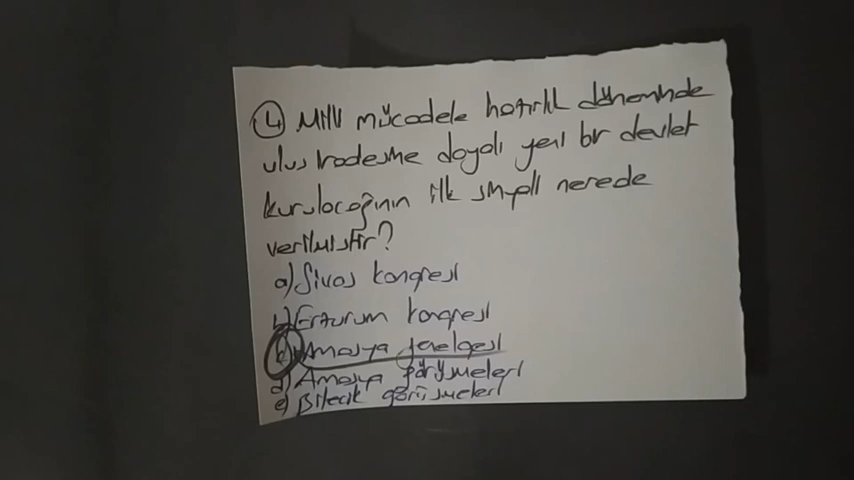 ④ Milli mücadele hazırlık döneminde
ulus iradesine dayalı yeni bir devlet
kurulacağının ilk sinyali nerede
verilmiştir?
a) Sivas kongresi
b) Erzurum kongresi
Amasya genelgesi
d) Amasya görüşmeleri
e) Bilecik görüşmeleri